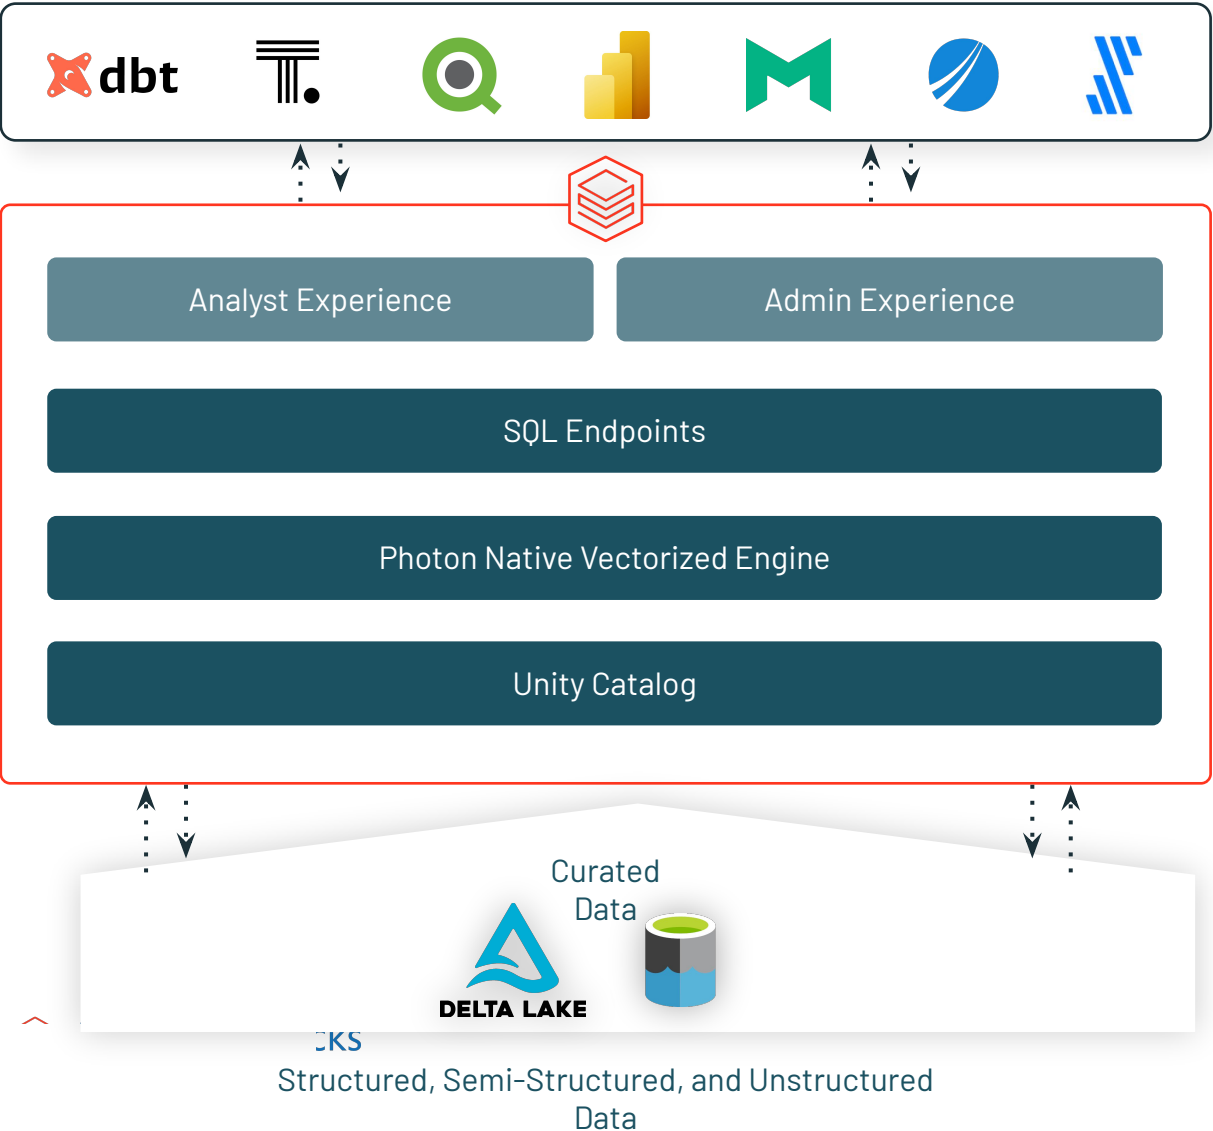 dbt
Analyst Experience
Admin Experience
SQL Endpoints
Photon Native Vectorized Engine
Unity Catalog
Curated
Data
DELTA LAKE
CKS
Structured, Semi-Structured, and Unstructured
Data